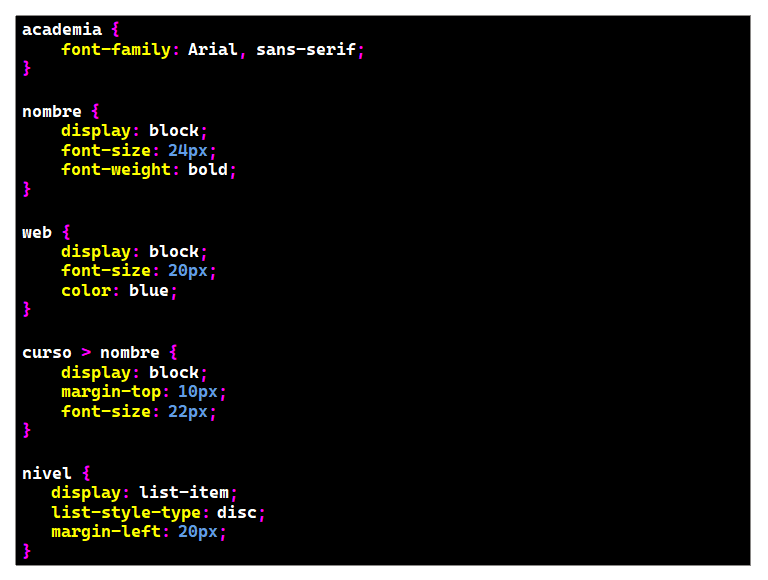 academia {
    font-family: Arial, sans-serif;
}

nombre {
    display: block;
    font-size: 24px;
    font-weight: bold;
}

web {
    display: block;
    font-size: 20px;
    color: blue;
}

curso > nombre {
    display: block;
    margin-top: 10px;
    font-size: 22px;
}

nivel {
   display: list-item;
   list-style-type: disc;
   margin-left: 20px;
}